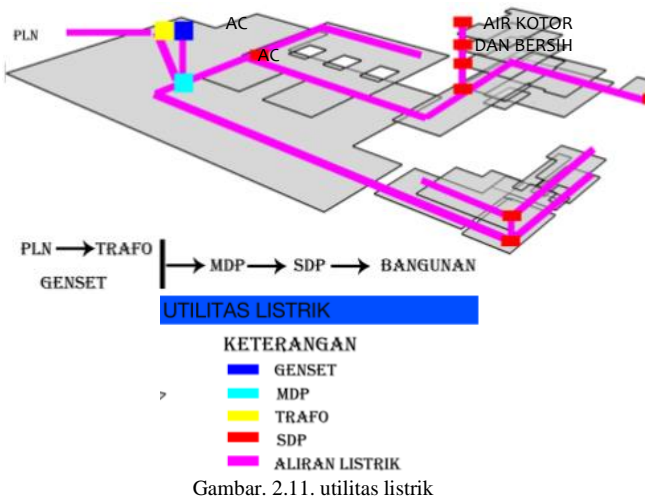 PLN
AC
AC
AIR KOTOR
DAN BERSIH
PLN → TRAFO
GENSET
→ MDP → SDP → BANGUNAN
UTILITAS LISTRIK
KETERANGAN
GENSET
MDP
TRAFO
SDP
ALIRAN LISTRIK
Gambar. 2.11. utilitas listrik